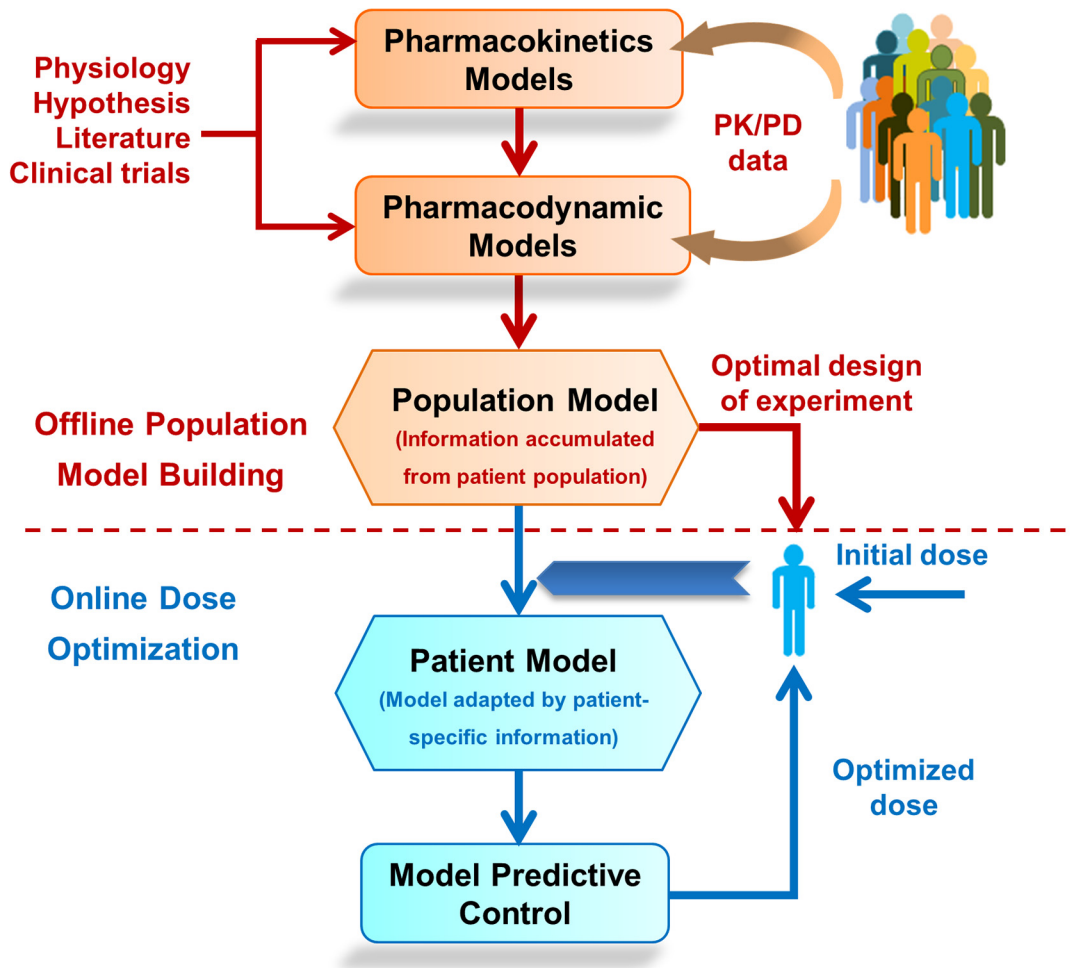 Pharmacokinetics
Models
Physiology
Hypothesis
Literature
Clinical trials
PK/PD
data
Pharmacodynamic
Models
Optimal design
of experiment
Population Model
(Information accumulated
from patient population)
Offline Population
Model Building
Initial dose
Online Dose
Optimization
Patient Model
(Model adapted by patient-
specific information)
Optimized
dose
Model Predictive
Control